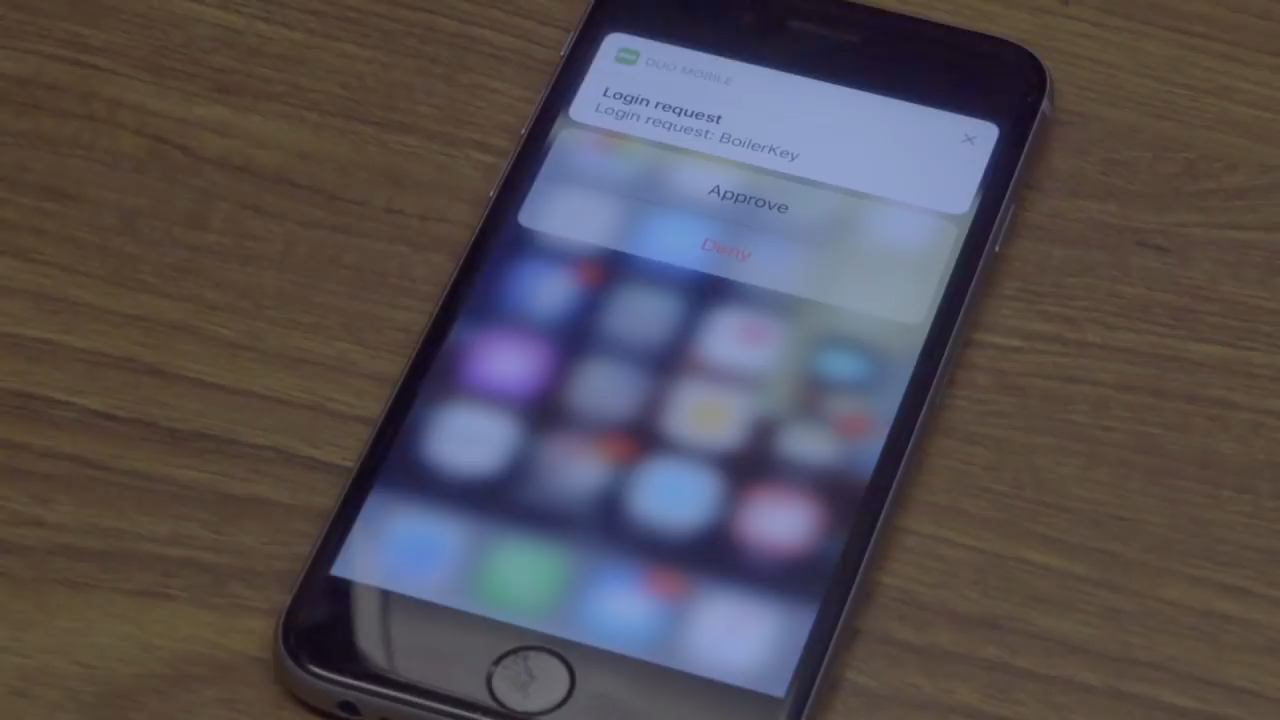 DUO MOBILE
Login request
Login request: BoilerKey
Approve
Deny